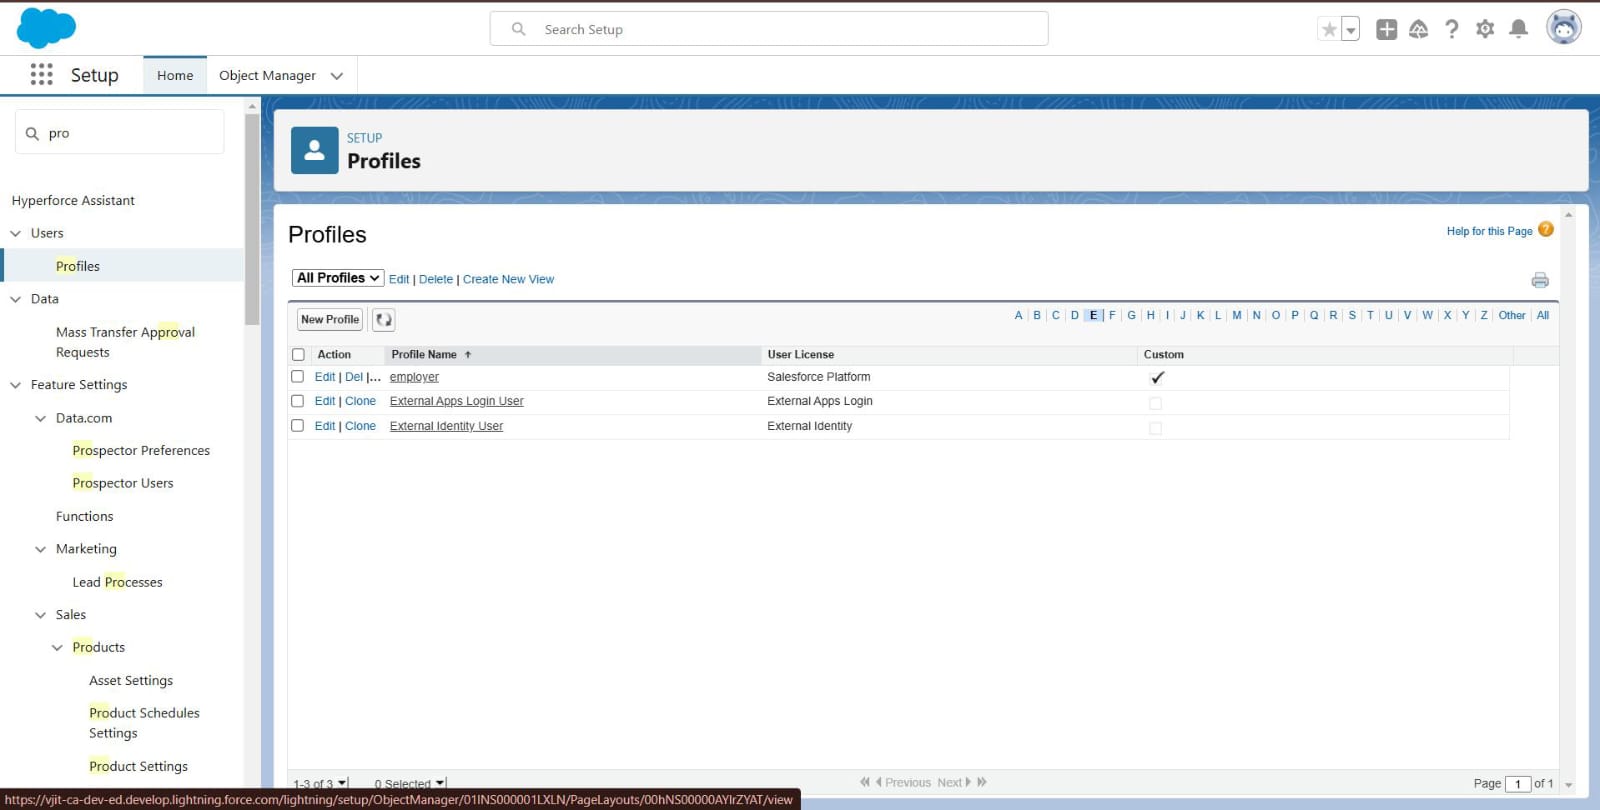 Search Setup
Setup
Home
Object Manager
pro
Hyperforce Assistant
Users
Profiles
Data
Mass Transfer Approval
Requests
Feature Settings
Data.com
Prospector Preferences
Prospector Users
Functions
Marketing
Lead Processes
Sales
Products
Asset Settings
Product Schedules
Settings
Product Settings
SETUP
Profiles
Profiles
Help for this Page ?
All Profiles Edit | Delete | Create New View
New Profile
A | B | C | D | E | F | G | H | I | J | K | L | M | N | O | P | Q | R | S | T | U | V | W | X | Y | Z | Other | All
Action Profile Name ↑ User License Custom
Edit | Del |... employer Salesforce Platform ✓
Edit | Clone External Apps Login User External Apps Login
Edit | Clone External Identity User External Identity
1-3 of 3 0 Selected Previous Next Page 1 of 1
https://vjit-ca-dev-ed.develop.lightning.force.com/lightning/setup/ObjectManager/01INS000001LXLN/PageLayouts/00hNS00000AYIrZYAT/view